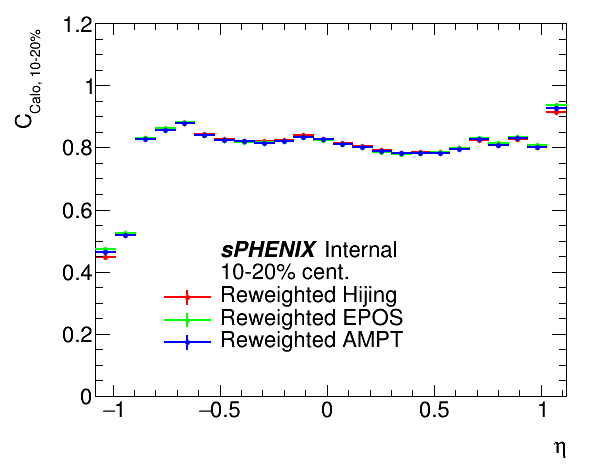 C_Calo, 10-20%
1.2
1
0.8
0.6
0.4
0.2
0
sPHENIX Internal
10-20% cent.
Reweighted Hijing
Reweighted EPOS
Reweighted AMPT
−1 −0.5 0 0.5 1
η